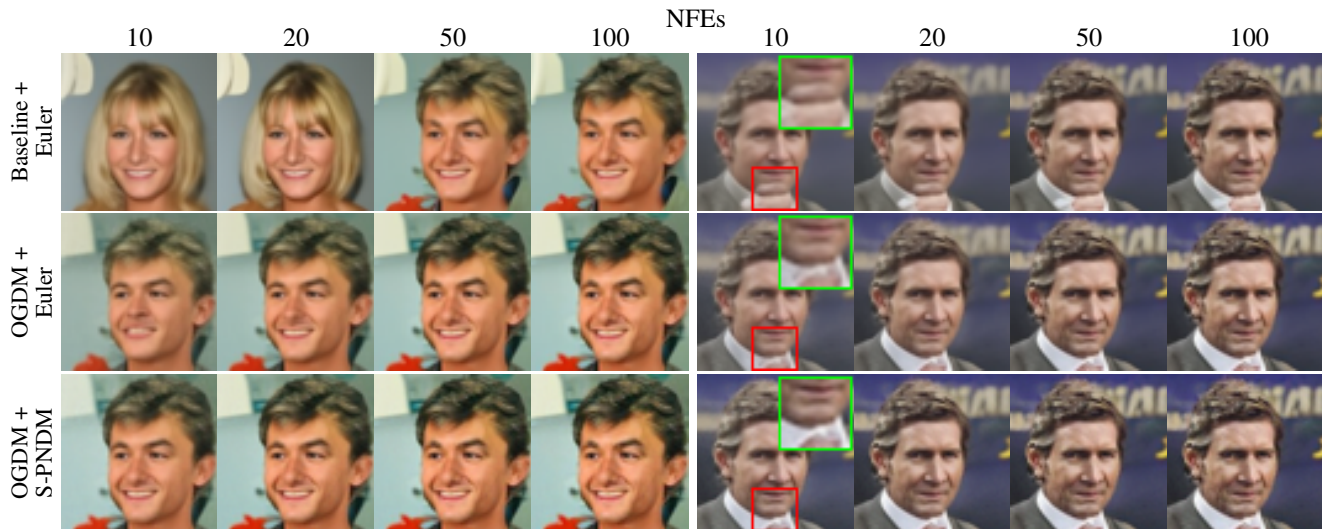 NFEs
10 20 50 100 10 20 50 100
Baseline +
Euler
OGDM +
Euler
OGDM +
S-PNDM